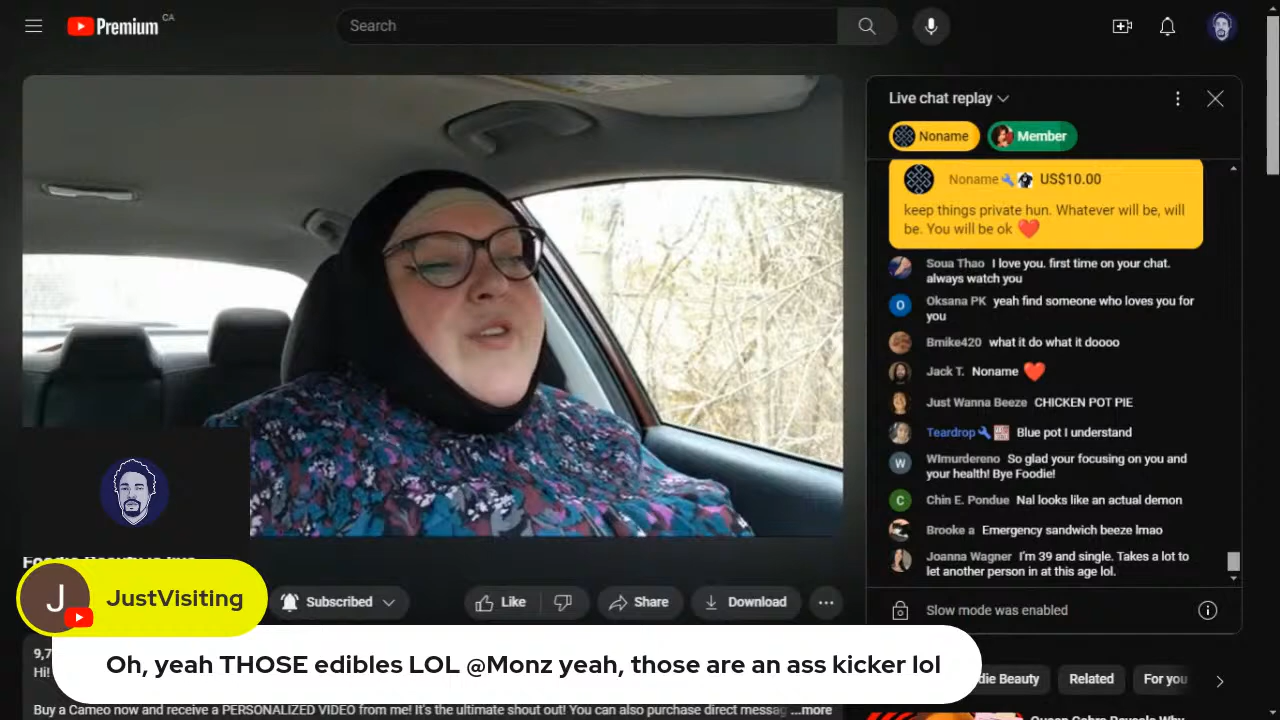 Premium CA
Search
Live chat replay
Noname
Member
Noname US$10.00
keep things private hun. Whatever will be, will
be. You will be ok
Soua Thao I love you. first time on your chat.
always watch you
Oksana PK yeah find someone who loves you for
you
Bmike420 what it do what it doooo
Jack T. Noname
Just Wanna Beeze CHICKEN POT PIE
Teardrop Blue pot I understand
W
Wlmurdereno So glad your focusing on you and
your health! Bye Foodie!
C
Chin E. Pondue Nal looks like an actual demon
Brooke a Emergency sandwich beeze lmao
Joanna Wagner I'm 39 and single. Takes a lot to
let another person in at this age lol.
Slow mode was enabled
J
JustVisiting
Subscribed
Like
Share
Download
Oh, yeah THOSE edibles LOL @Monz yeah, those are an ass kicker lol
9,7
Hi!
die Beauty
Related
For you
Buy a Cameo now and receive a PERSONALIZED VIDEO from me! It's the ultimate shout out! You can also purchase direct messag ...more